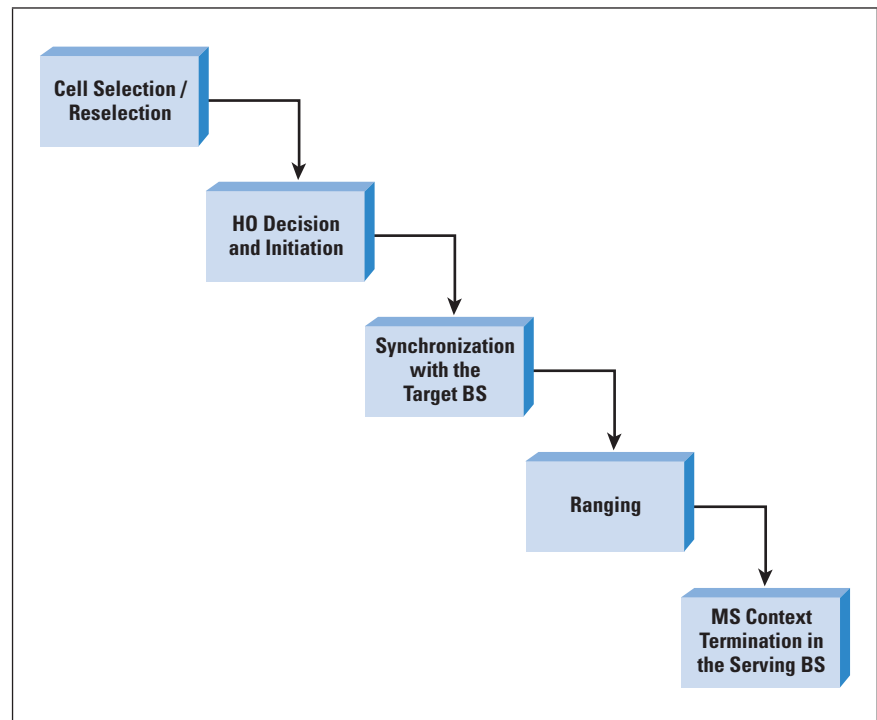 Cell Selection /
Reselection
HO Decision
and Initiation
Synchronization
with the
Target BS
Ranging
MS Context
Termination in
the Serving BS